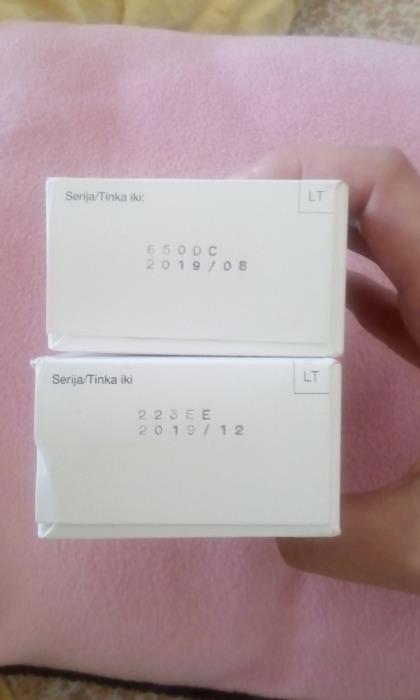 Serija/Tinka iki:
LT
650DC
2019/08
Serija/Tinka iki
LT
223EE
2019/12